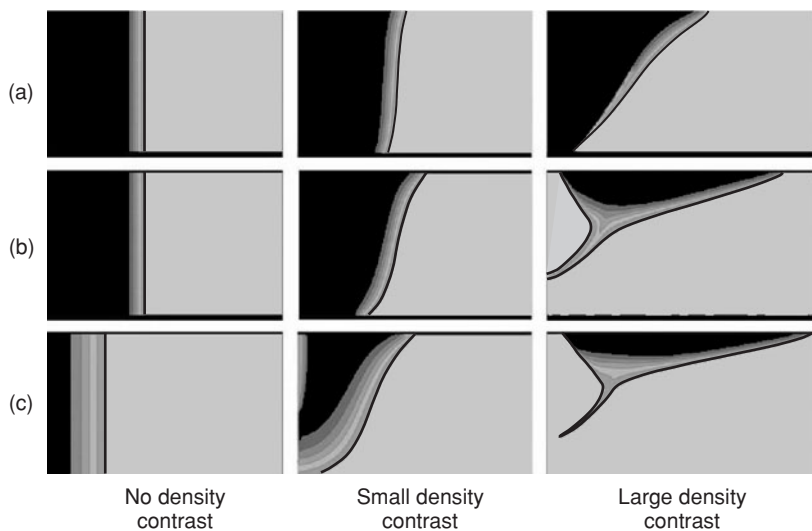 (a)
(b)
(c)
No density
contrast
Small density
contrast
Large density
contrast